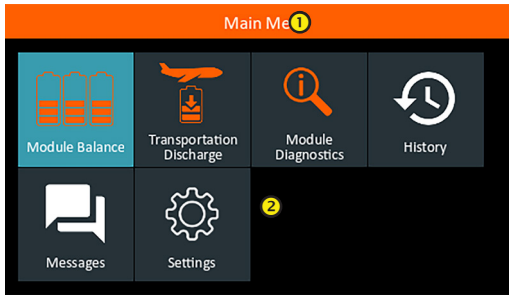 Main Me 1
Module Balance
Transportation
Discharge
Module
Diagnostics
History
Messages
Settings
2